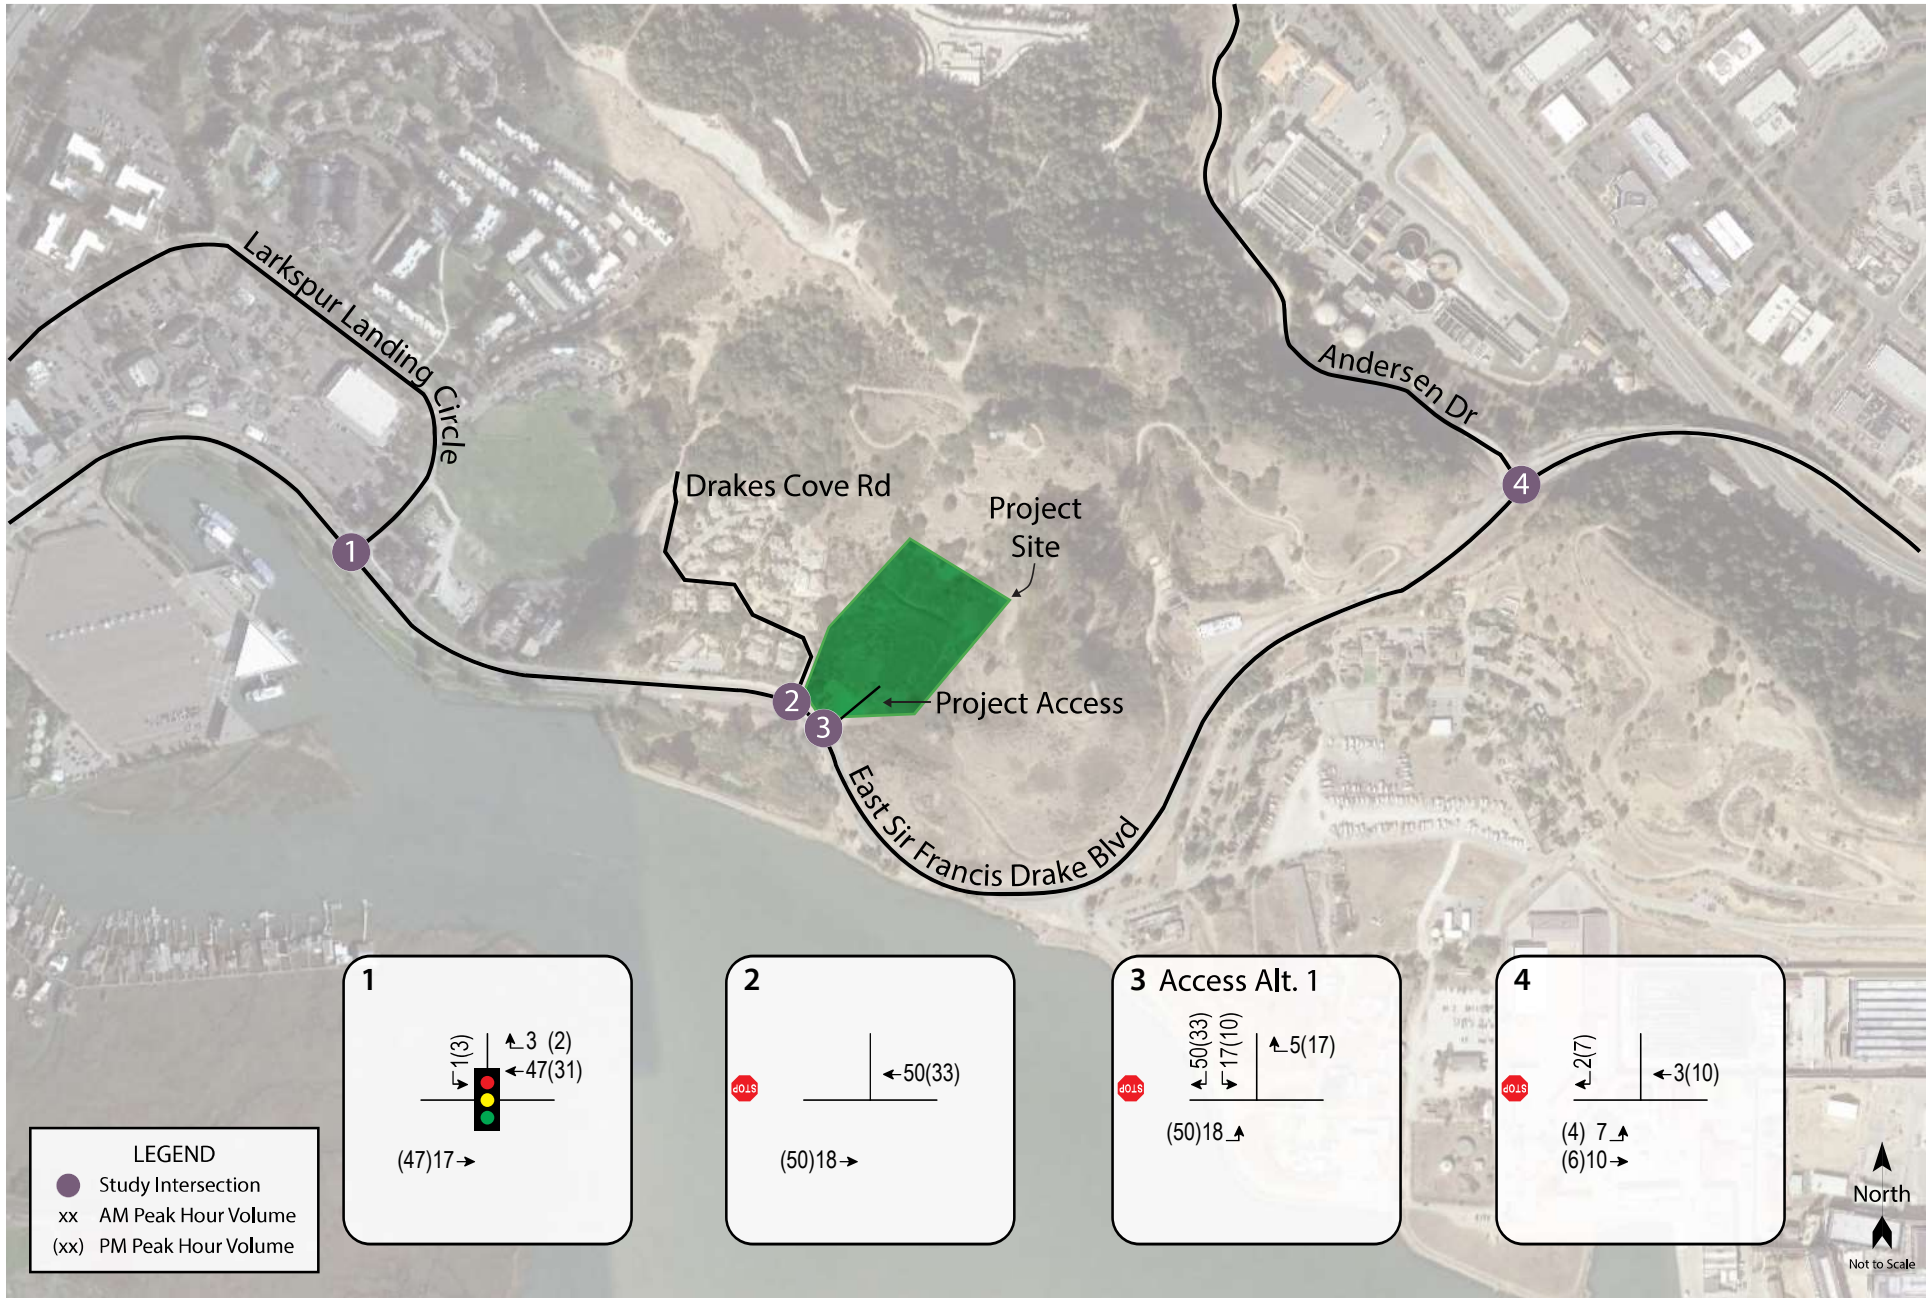 Larkspur Landing Circle
Andersen Dr
Drakes Cove Rd
Project
Site
Project Access
East Sir Francis Drake Blvd
1
2
3
4
1
1(3)
3 (2)
47(31)
(47)17
2
STOP
50(33)
(50)18
3 Access Alt. 1
STOP
50(33)
17(10)
5(17)
(50)18
4
STOP
2(7)
3(10)
(4) 7
(6)10
LEGEND
Study Intersection
xx AM Peak Hour Volume
(xx) PM Peak Hour Volume
North
Not to Scale